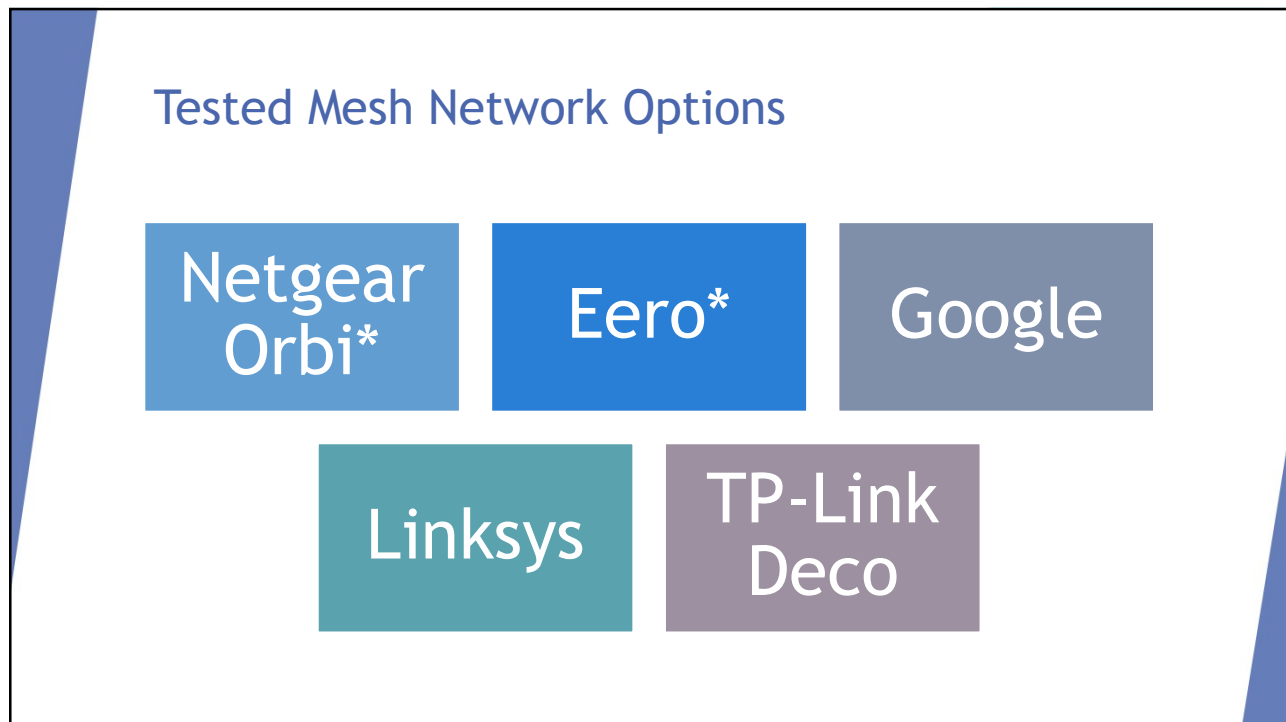 Tested Mesh Network Options
Netgear
Orbi*
Eero*
Google
Linksys
TP-Link
Deco